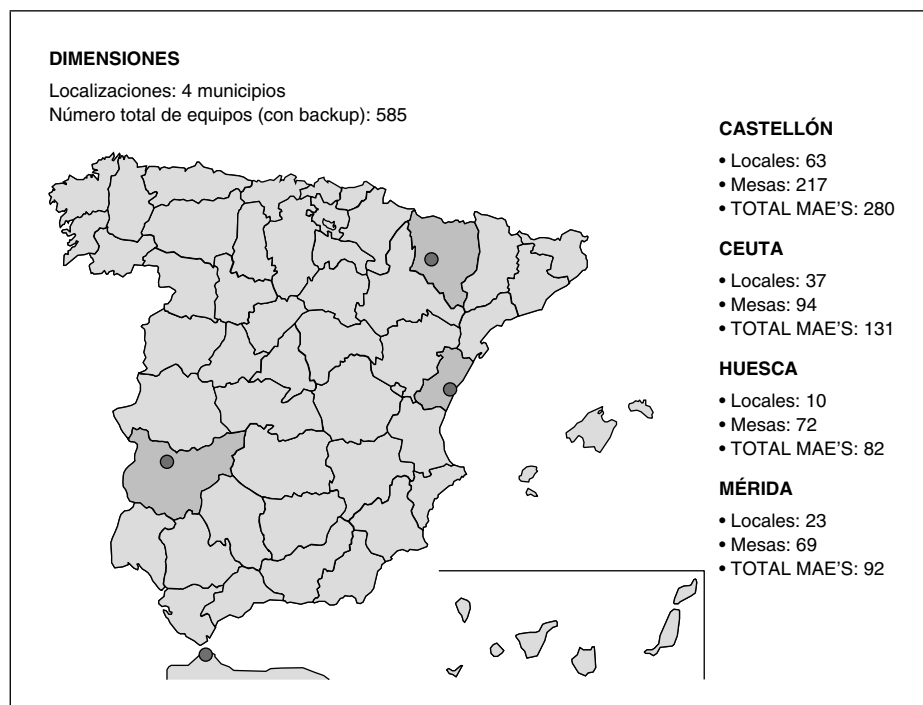 DIMENSIONES
Localizaciones: 4 municipios
Número total de equipos (con backup): 585
CASTELLÓN
• Locales: 63
• Mesas: 217
• TOTAL MAE'S: 280
CEUTA
• Locales: 37
• Mesas: 94
• TOTAL MAE'S: 131
HUESCA
• Locales: 10
• Mesas: 72
• TOTAL MAE'S: 82
MÉRIDA
• Locales: 23
• Mesas: 69
• TOTAL MAE'S: 92